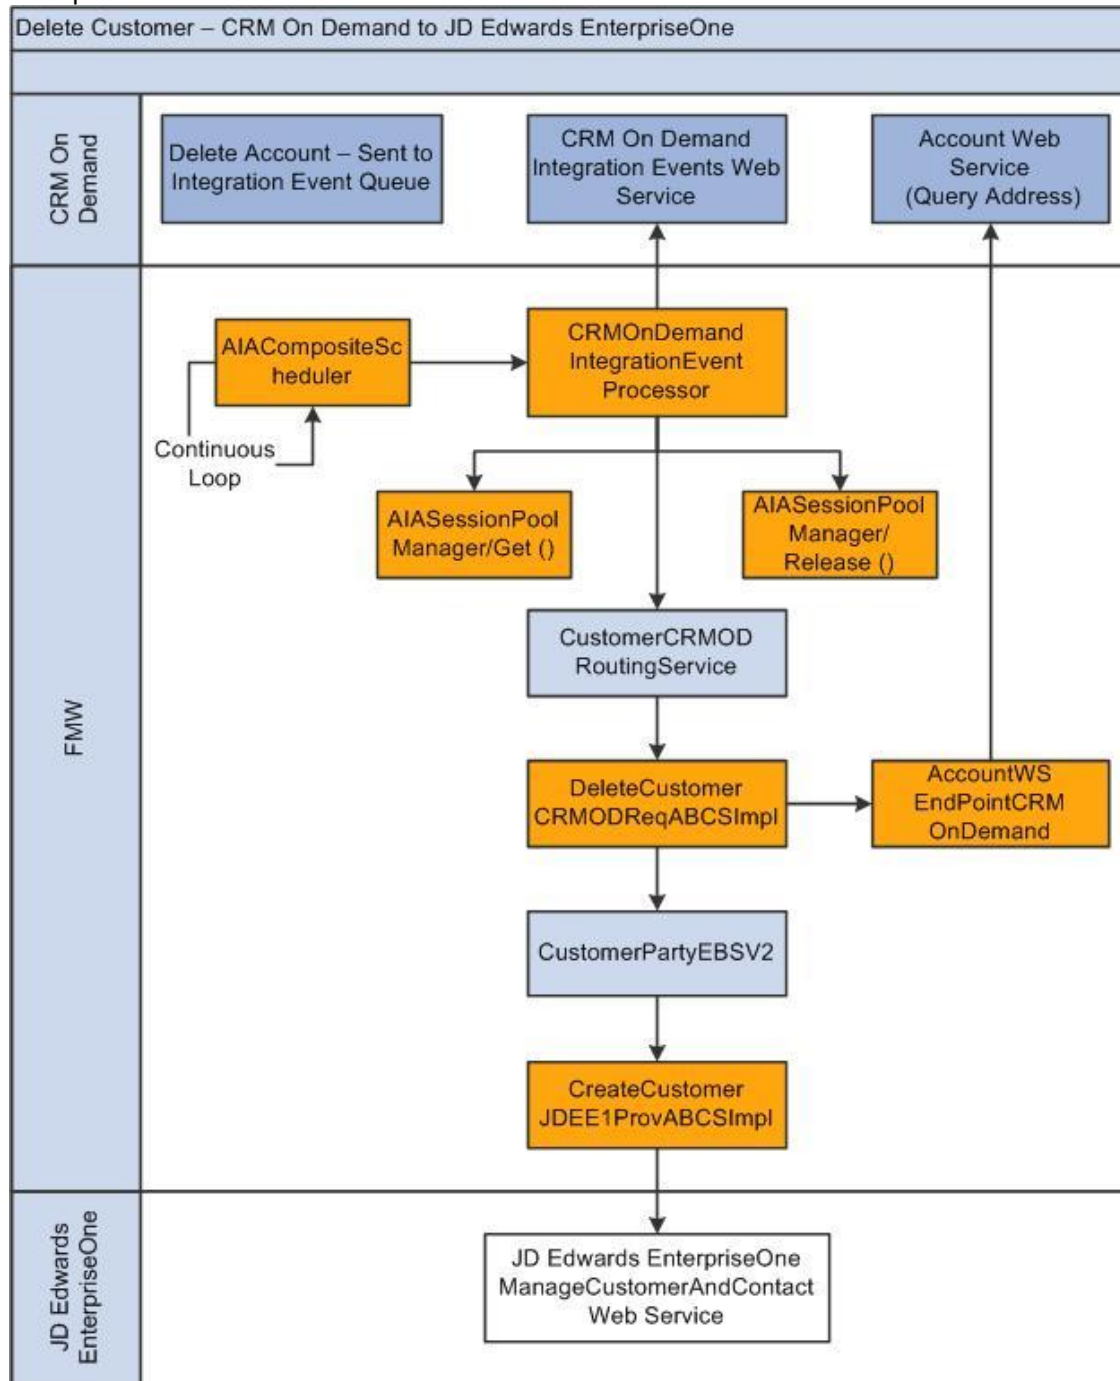 Delete Customer – CRM On Demand to JD Edwards EnterpriseOne
CRM On
Demand
Delete Account – Sent to
Integration Event Queue
CRM On Demand
Integration Events Web
Service
Account Web
Service
(Query Address)
FMW
AIACompositeSc
heduler
CRMOnDemand
IntegrationEvent
Processor
Continuous
Loop
AIASessionPool
Manager/Get ()
AIASessionPool
Manager/
Release ()
CustomerCRMOD
RoutingService
DeleteCustomer
CRMODReqABCSImpl
AccountWS
EndPointCRM
OnDemand
CustomerPartyEBSV2
CreateCustomer
JDEE1ProvABCSImpl
JD Edwards
EnterpriseOne
JD Edwards EnterpriseOne
ManageCustomerAndContact
Web Service